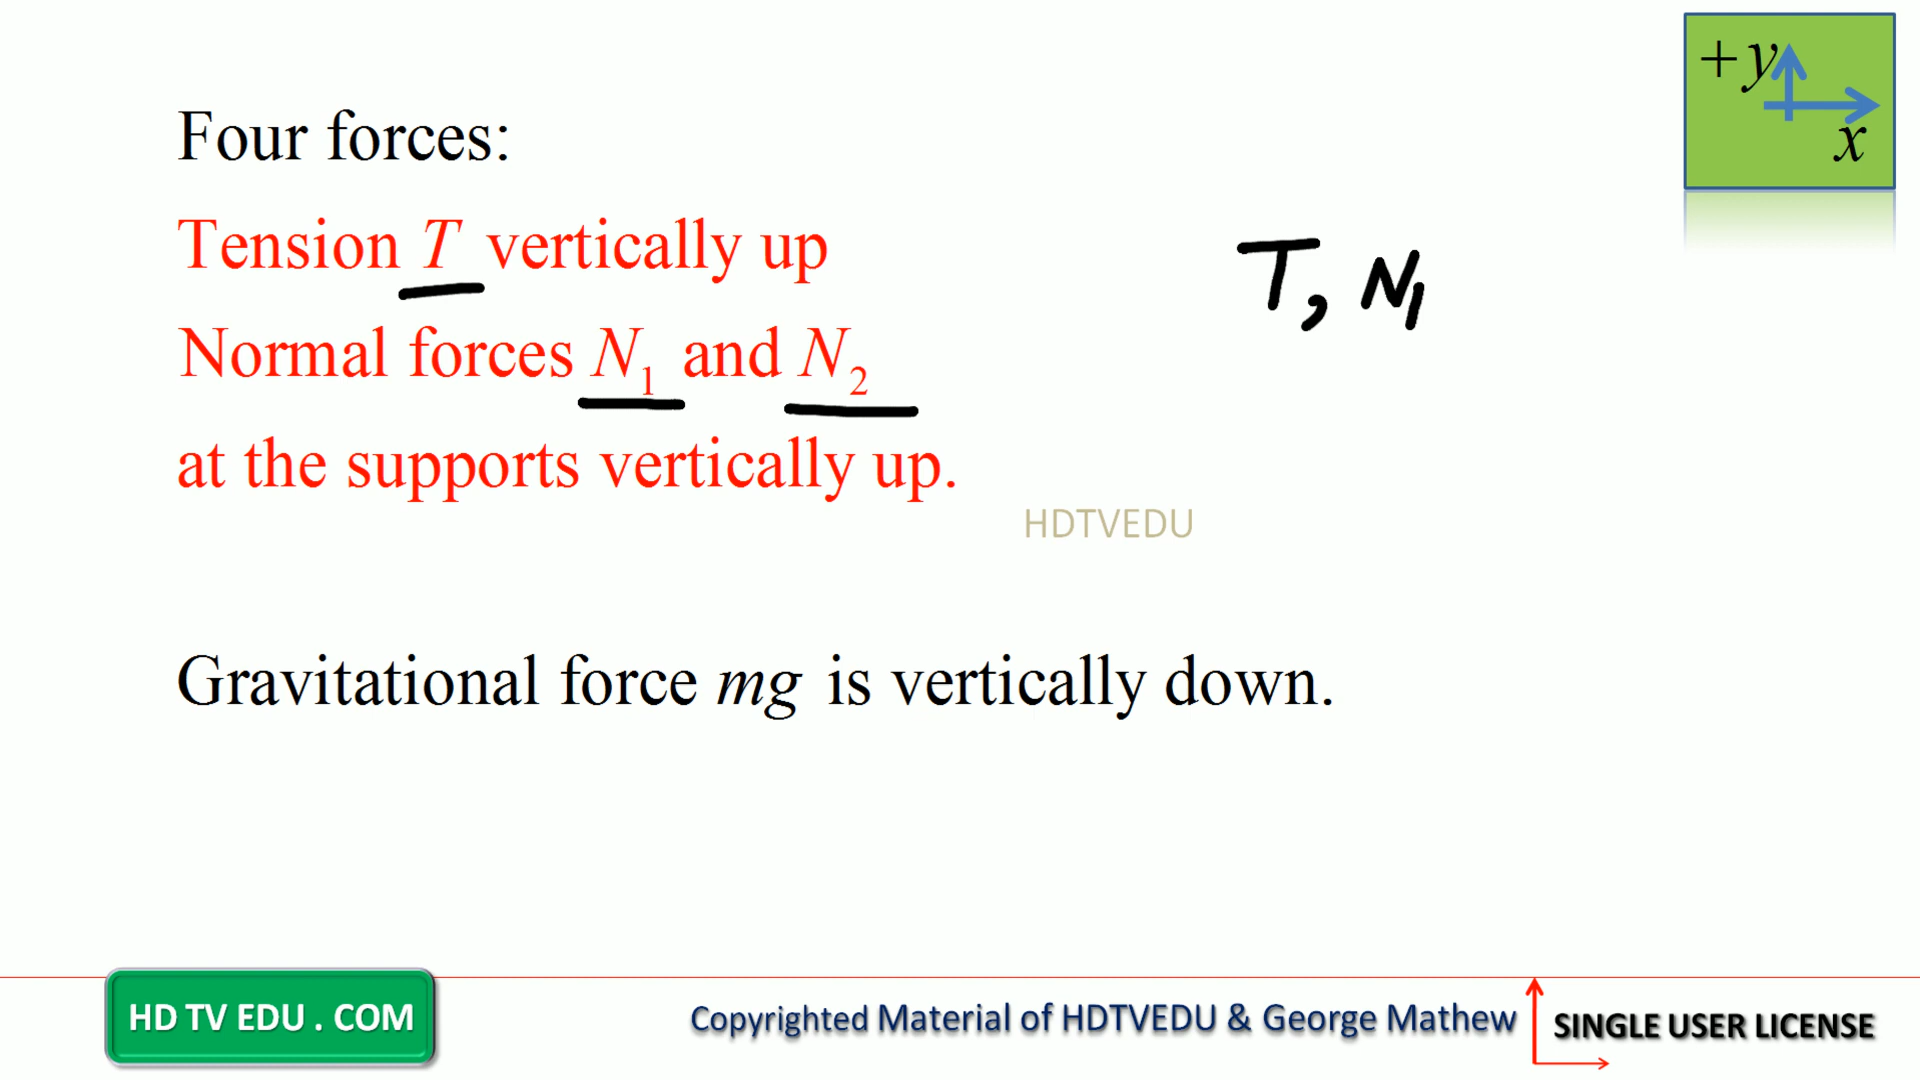 +y
x
Four forces:
Tension T vertically up
T, N₁
Normal forces N₁ and N₂
at the supports vertically up.
HDTVEDU
Gravitational force mg is vertically down.
HD TV EDU . COM
Copyrighted Material of HDTVEDU & George Mathew
SINGLE USER LICENSE